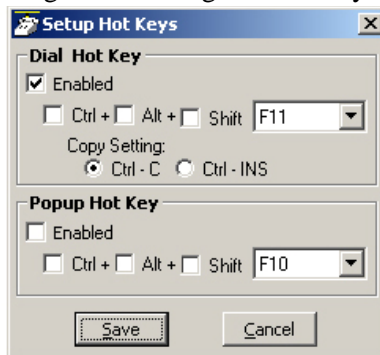 Setup Hot Keys
Dial Hot Key
Enabled
Ctrl + Alt + Shift F11
Copy Setting:
Ctrl - C Ctrl - INS
Popup Hot Key
Enabled
Ctrl + Alt + Shift F10
Save Cancel